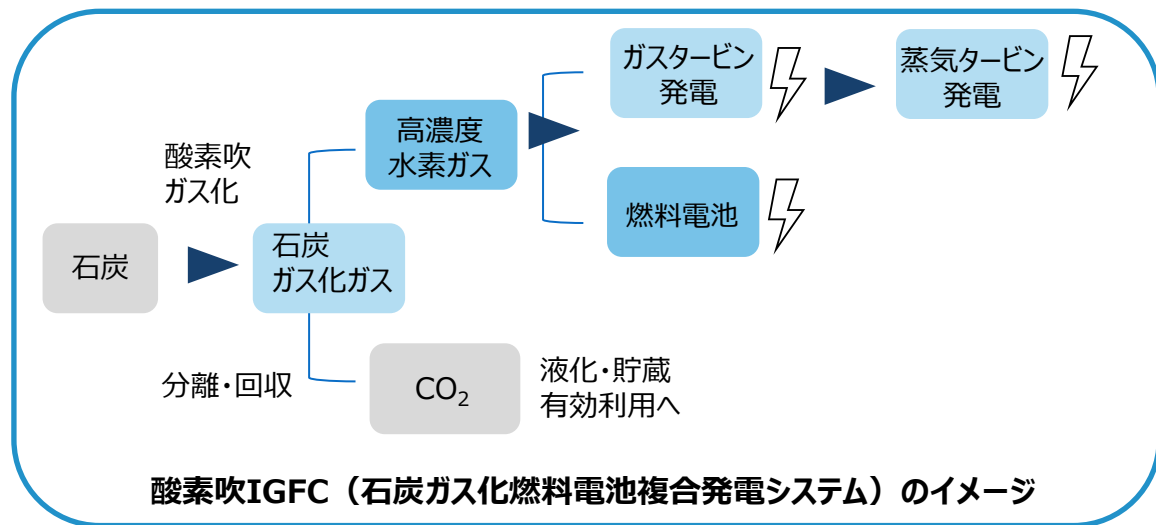 ガスタービン
発電
蒸気タービン
発電
高濃度
水素ガス
酸素吹
ガス化
燃料電池
石炭
石炭
ガス化ガス
分離・回収
CO₂
液化・貯蔵
有効利用へ
酸素吹IGFC（石炭ガス化燃料電池複合発電システム）のイメージ